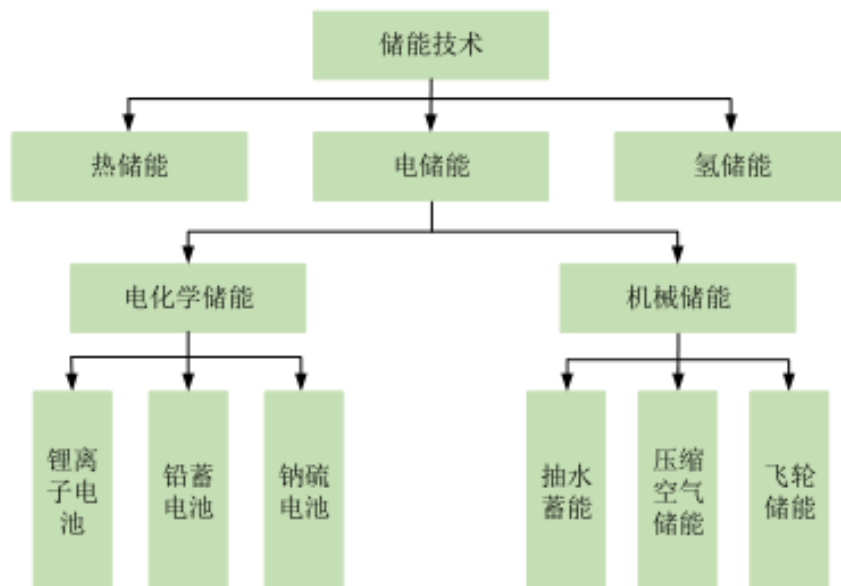 储能技术
热储能
电储能
氢储能
电化学储能
机械储能
锂离
子电
池
铅蓄
电池
钠硫
电池
抽水
蓄能
压缩
空气
储能
飞轮
储能